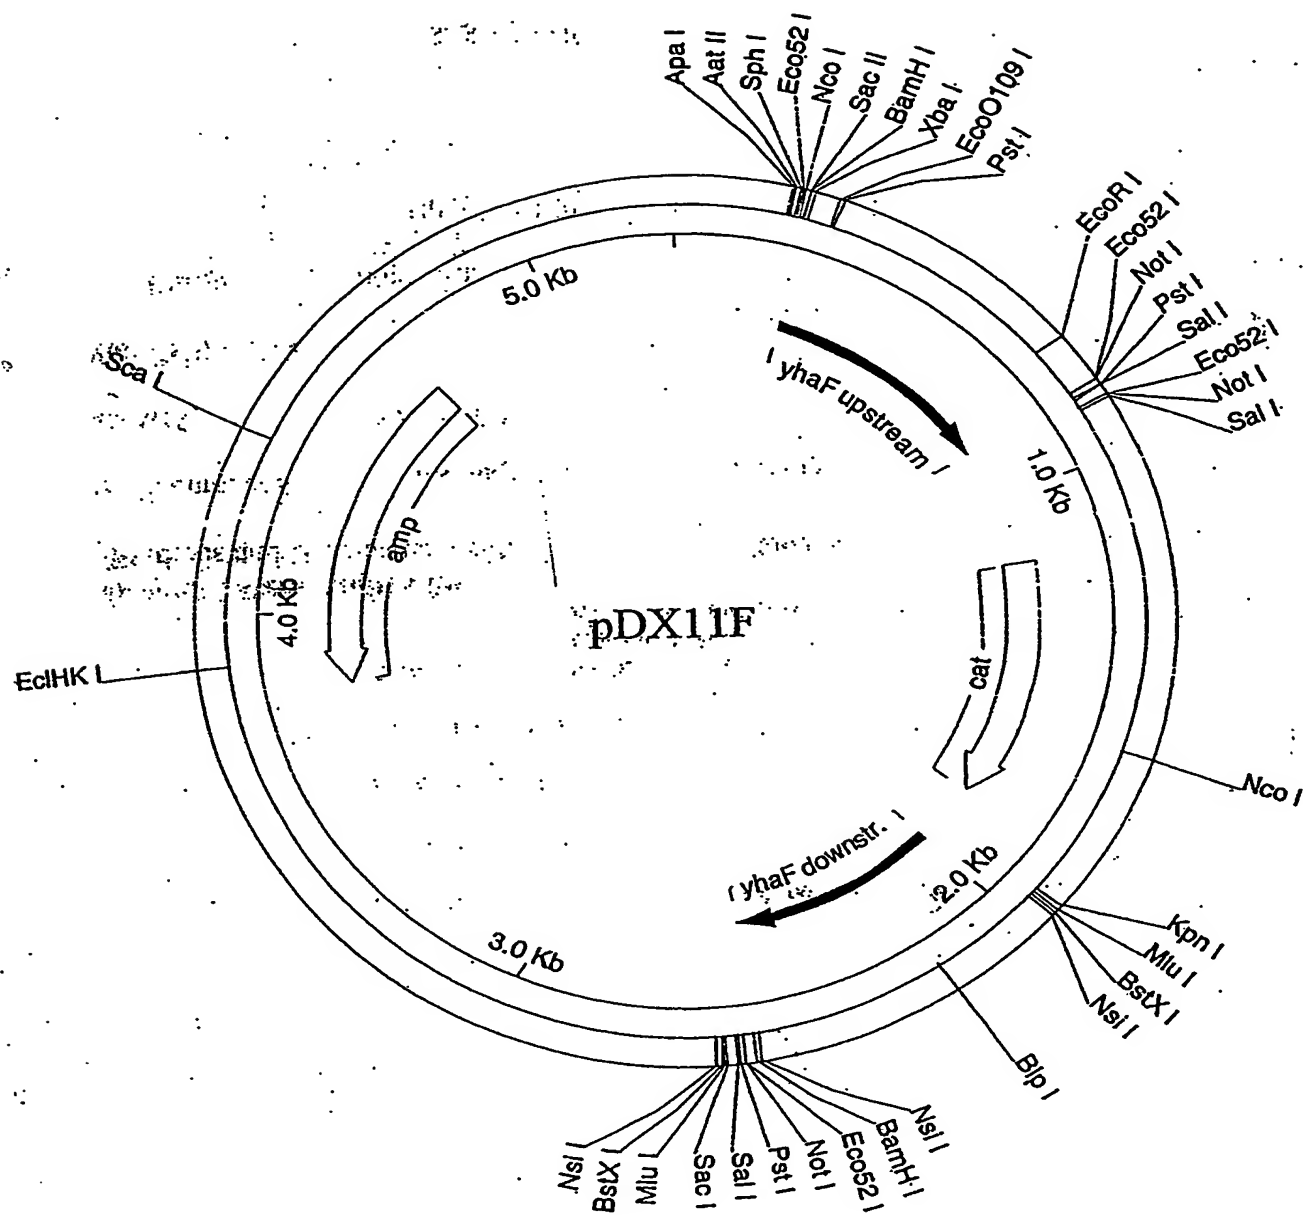 Apa I
Aat II
Sph I
Eco52 I
Nco I
Sac II
BamH I
Xba I
EcoO109 I
Pst I
EcoR I
Eco52 I
Not I
Pst I
Sal I
Eco52 I
Not I
Sal I
5.0 Kb
yhaF upstream
Sca I
1.0 Kb
amp
4.0 Kb
pDX11F
cat
EclHK I
Nco I
yhaF downstr.
2.0 Kb
3.0 Kb
Kpn I
Mlu I
BstX I
Nsi I
Blp I
Nsi I
BamH I
Eco52 I
Not I
Pst I
Sal I
Sac I
Mlu I
BstX I
Nsi I